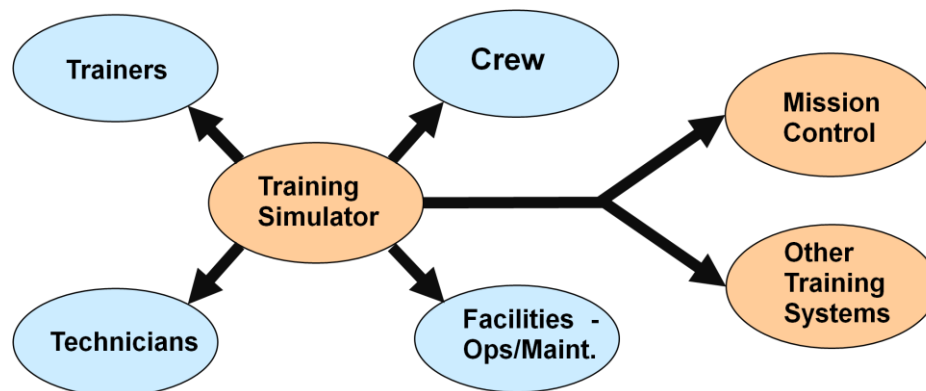 Trainers
Crew
Mission
Control
Training
Simulator
Other
Training
Systems
Technicians
Facilities -
Ops/Maint.